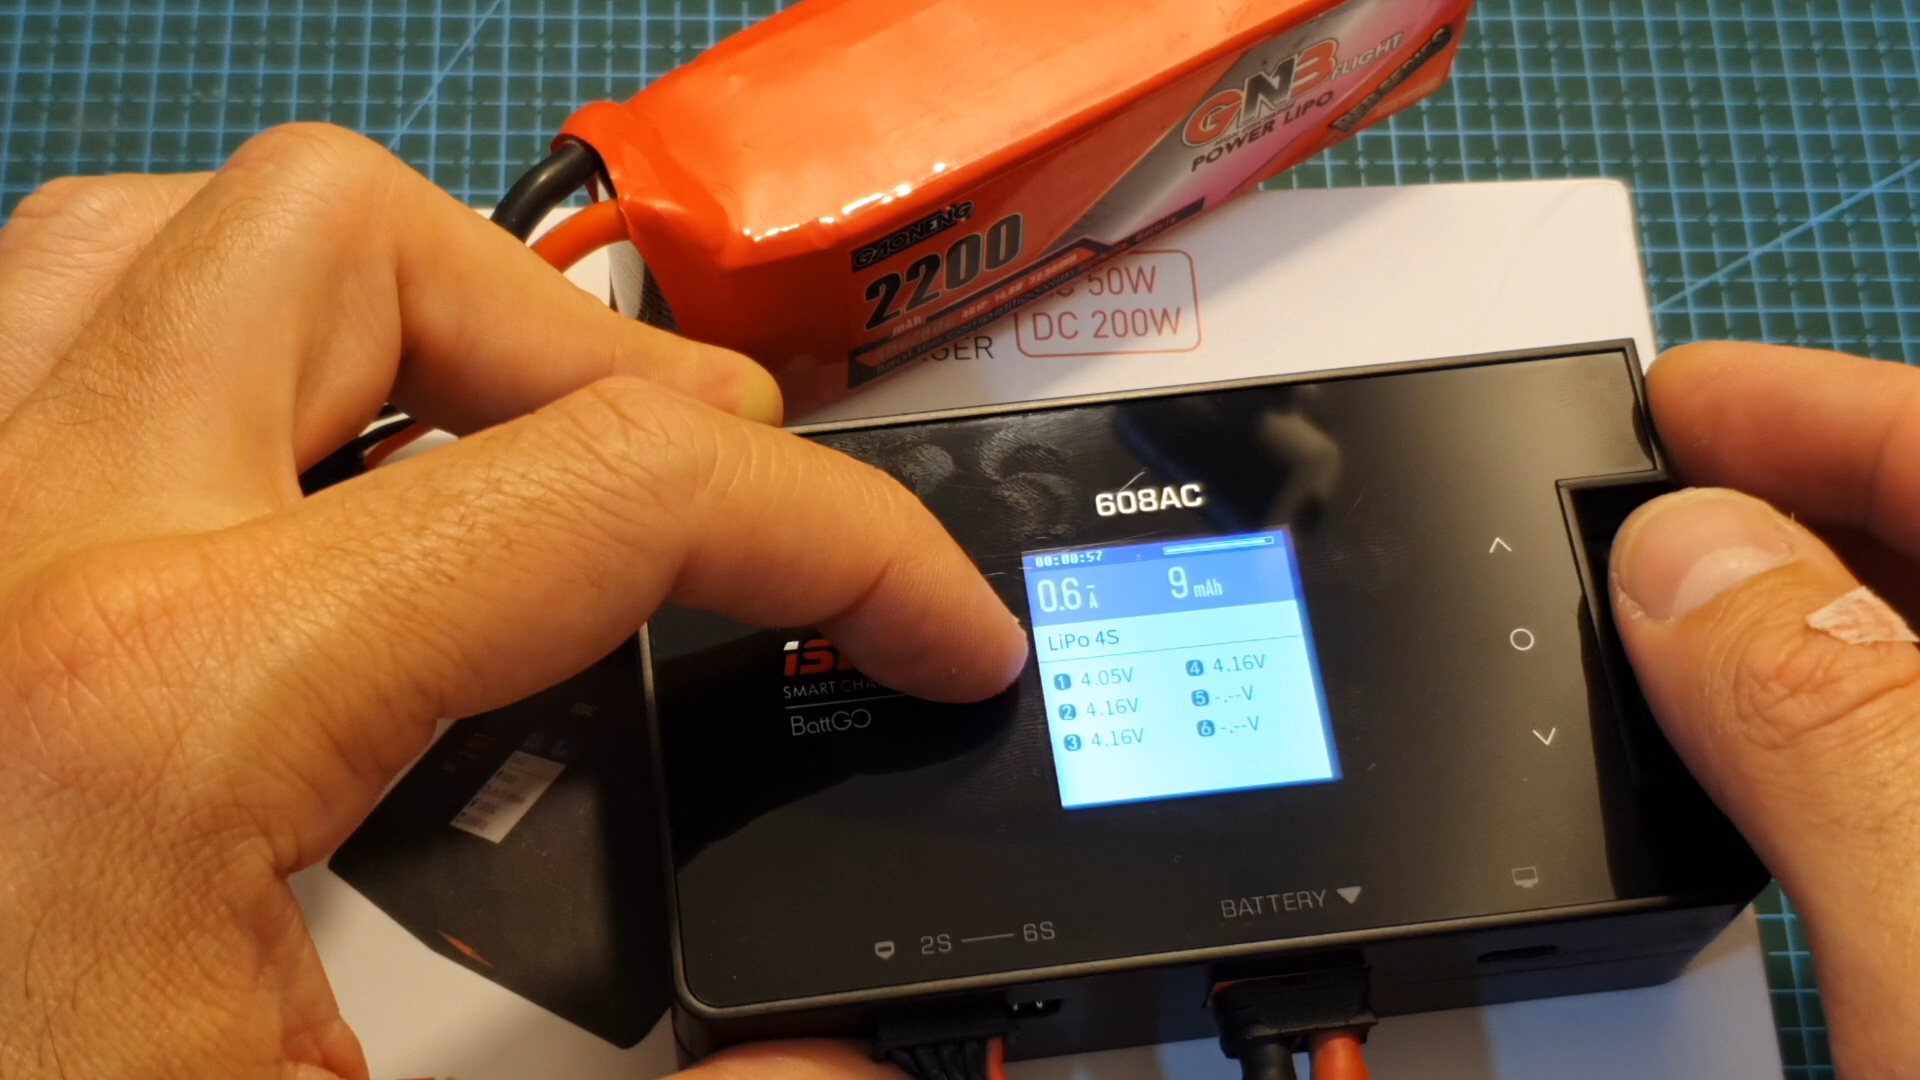 GNB
FLIGHT
POWER LIPO
GAONENG
2200
mAh
50W
DC 200W
608AC
00:00:57
0.6 A
9 mAh
LiPo 4S
1 4.05V
4 4.16V
2 4.16V
5 -.--V
3 4.16V
6 -.--V
SMART
BattGO
2S 6S
BATTERY